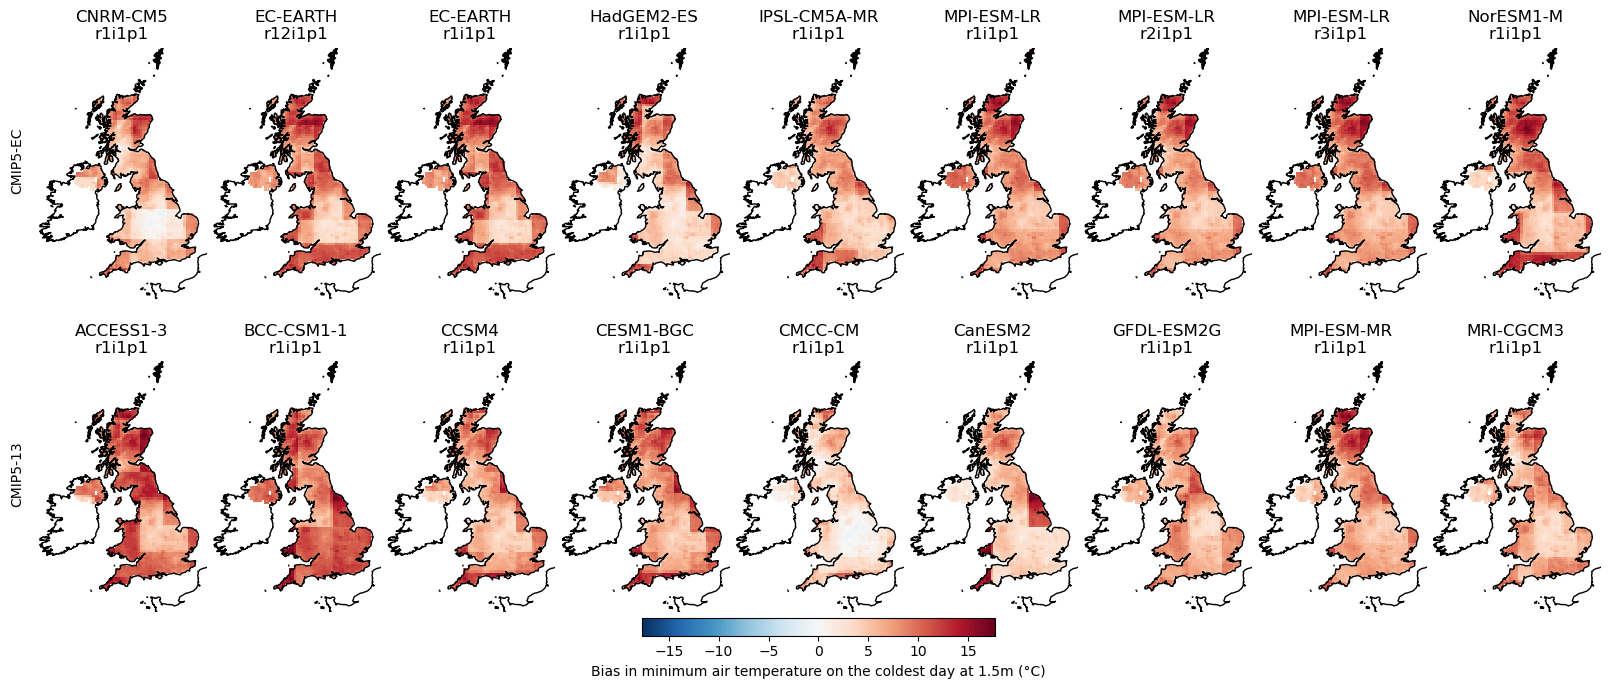 CNRM-CM5
r1i1p1
EC-EARTH
r12i1p1
EC-EARTH
r1i1p1
HadGEM2-ES
r1i1p1
IPSL-CM5A-MR
r1i1p1
MPI-ESM-LR
r1i1p1
MPI-ESM-LR
r2i1p1
MPI-ESM-LR
r3i1p1
NorESM1-M
r1i1p1
CMIP5-EC
ACCESS1-3
r1i1p1
BCC-CSM1-1
r1i1p1
CCSM4
r1i1p1
CESM1-BGC
r1i1p1
CMCC-CM
r1i1p1
CanESM2
r1i1p1
GFDL-ESM2G
r1i1p1
MPI-ESM-MR
r1i1p1
MRI-CGCM3
r1i1p1
CMIP5-13
−15 −10 −5 0 5 10 15
Bias in minimum air temperature on the coldest day at 1.5m (°C)